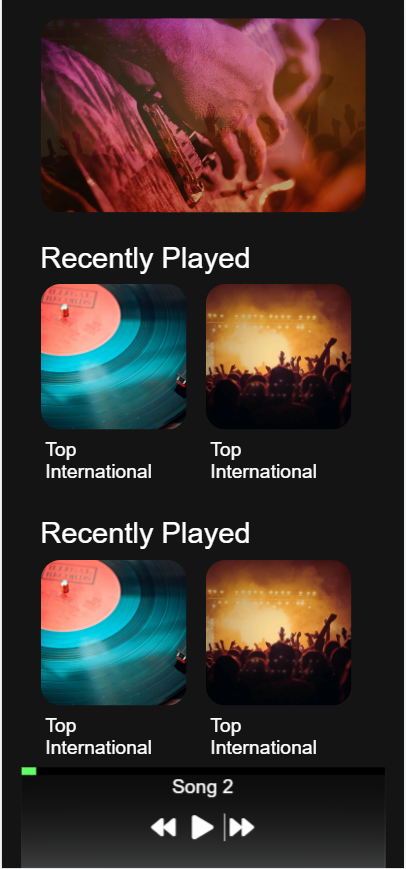 Recently Played
Top
International
Top
International
Recently Played
Top
International
Top
International
Song 2